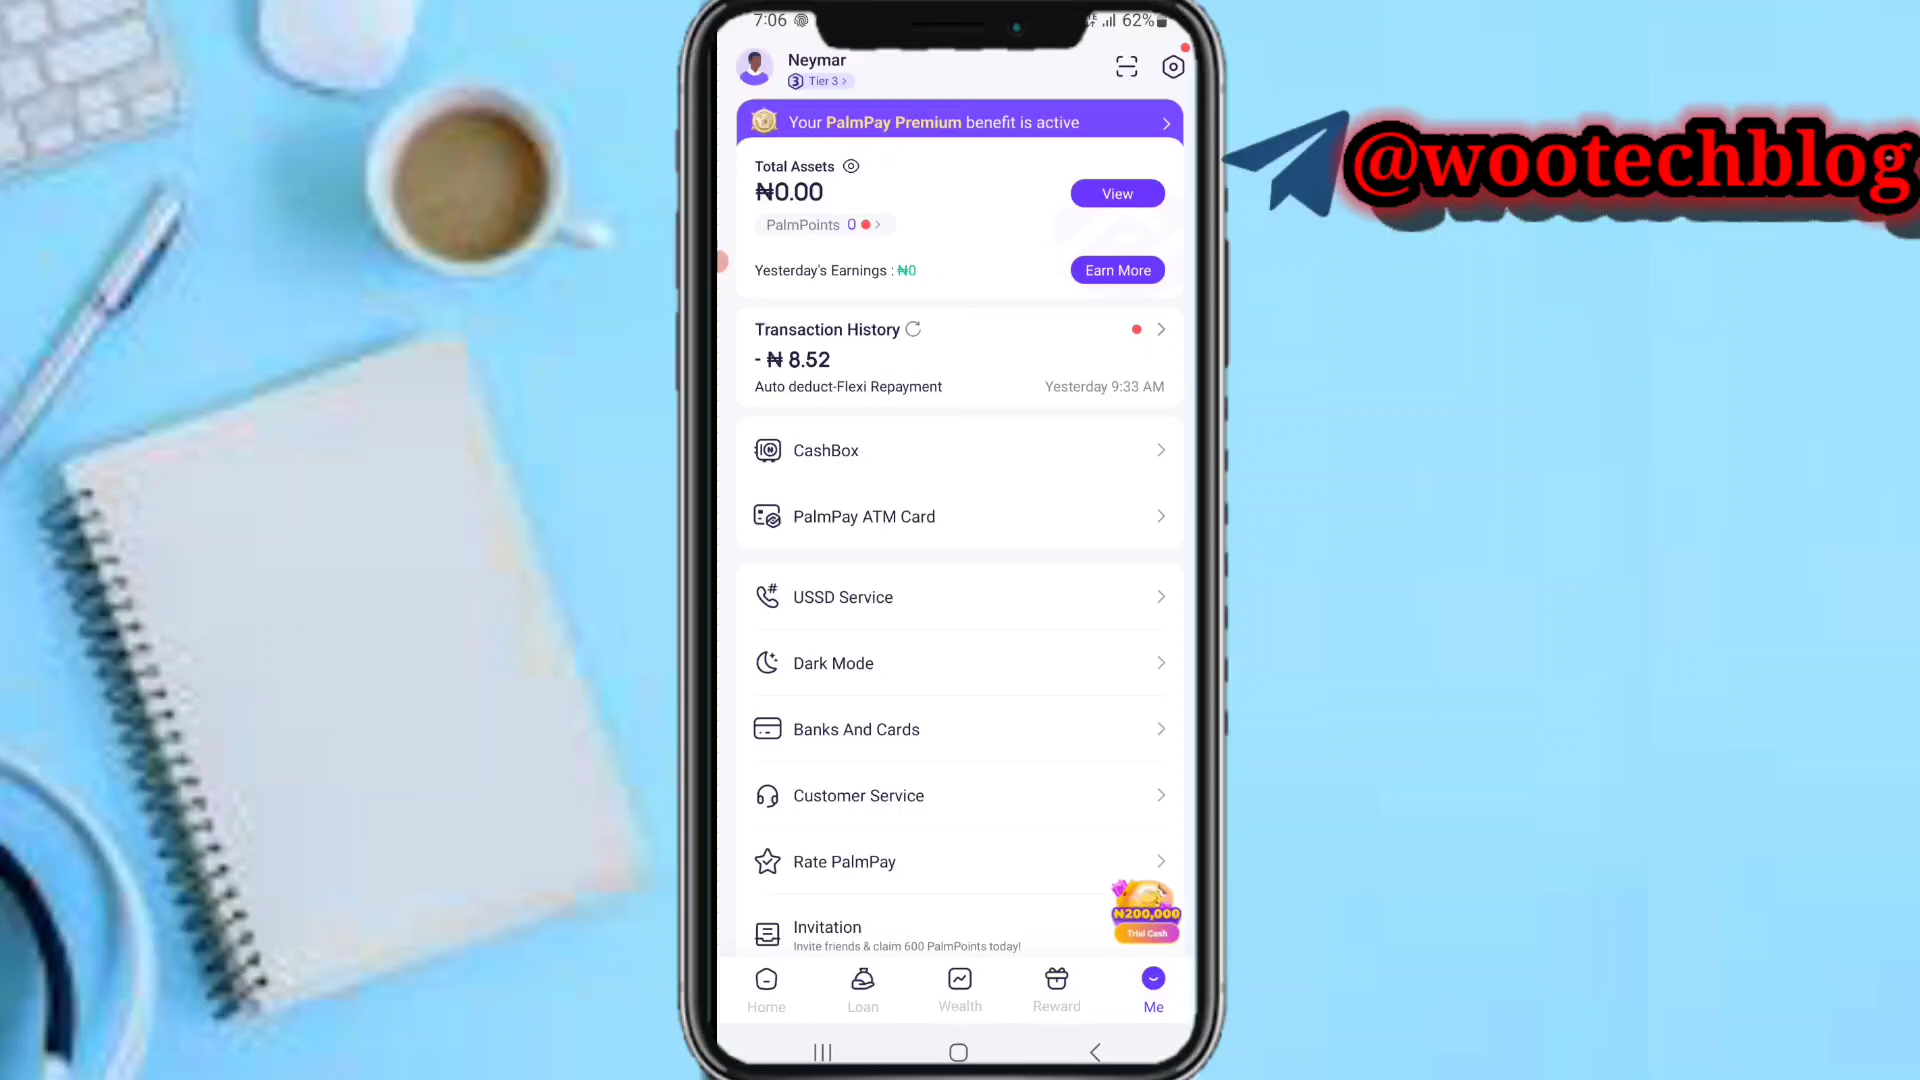 7:06
62%
Neymar
3 Tier 3 >
@wootechblog
Your PalmPay Premium benefit is active
Total Assets
₦0.00
View
PalmPoints 0
Yesterday's Earnings : ₦0
Earn More
Transaction History
- ₦ 8.52
Auto deduct-Flexi Repayment
Yesterday 9:33 AM
CashBox
PalmPay ATM Card
USSD Service
Dark Mode
Banks And Cards
Customer Service
Rate PalmPay
₦200,000
Trial Cash
Invitation
Invite friends & claim 600 PalmPoints today!
Home
Loan
Wealth
Reward
Me